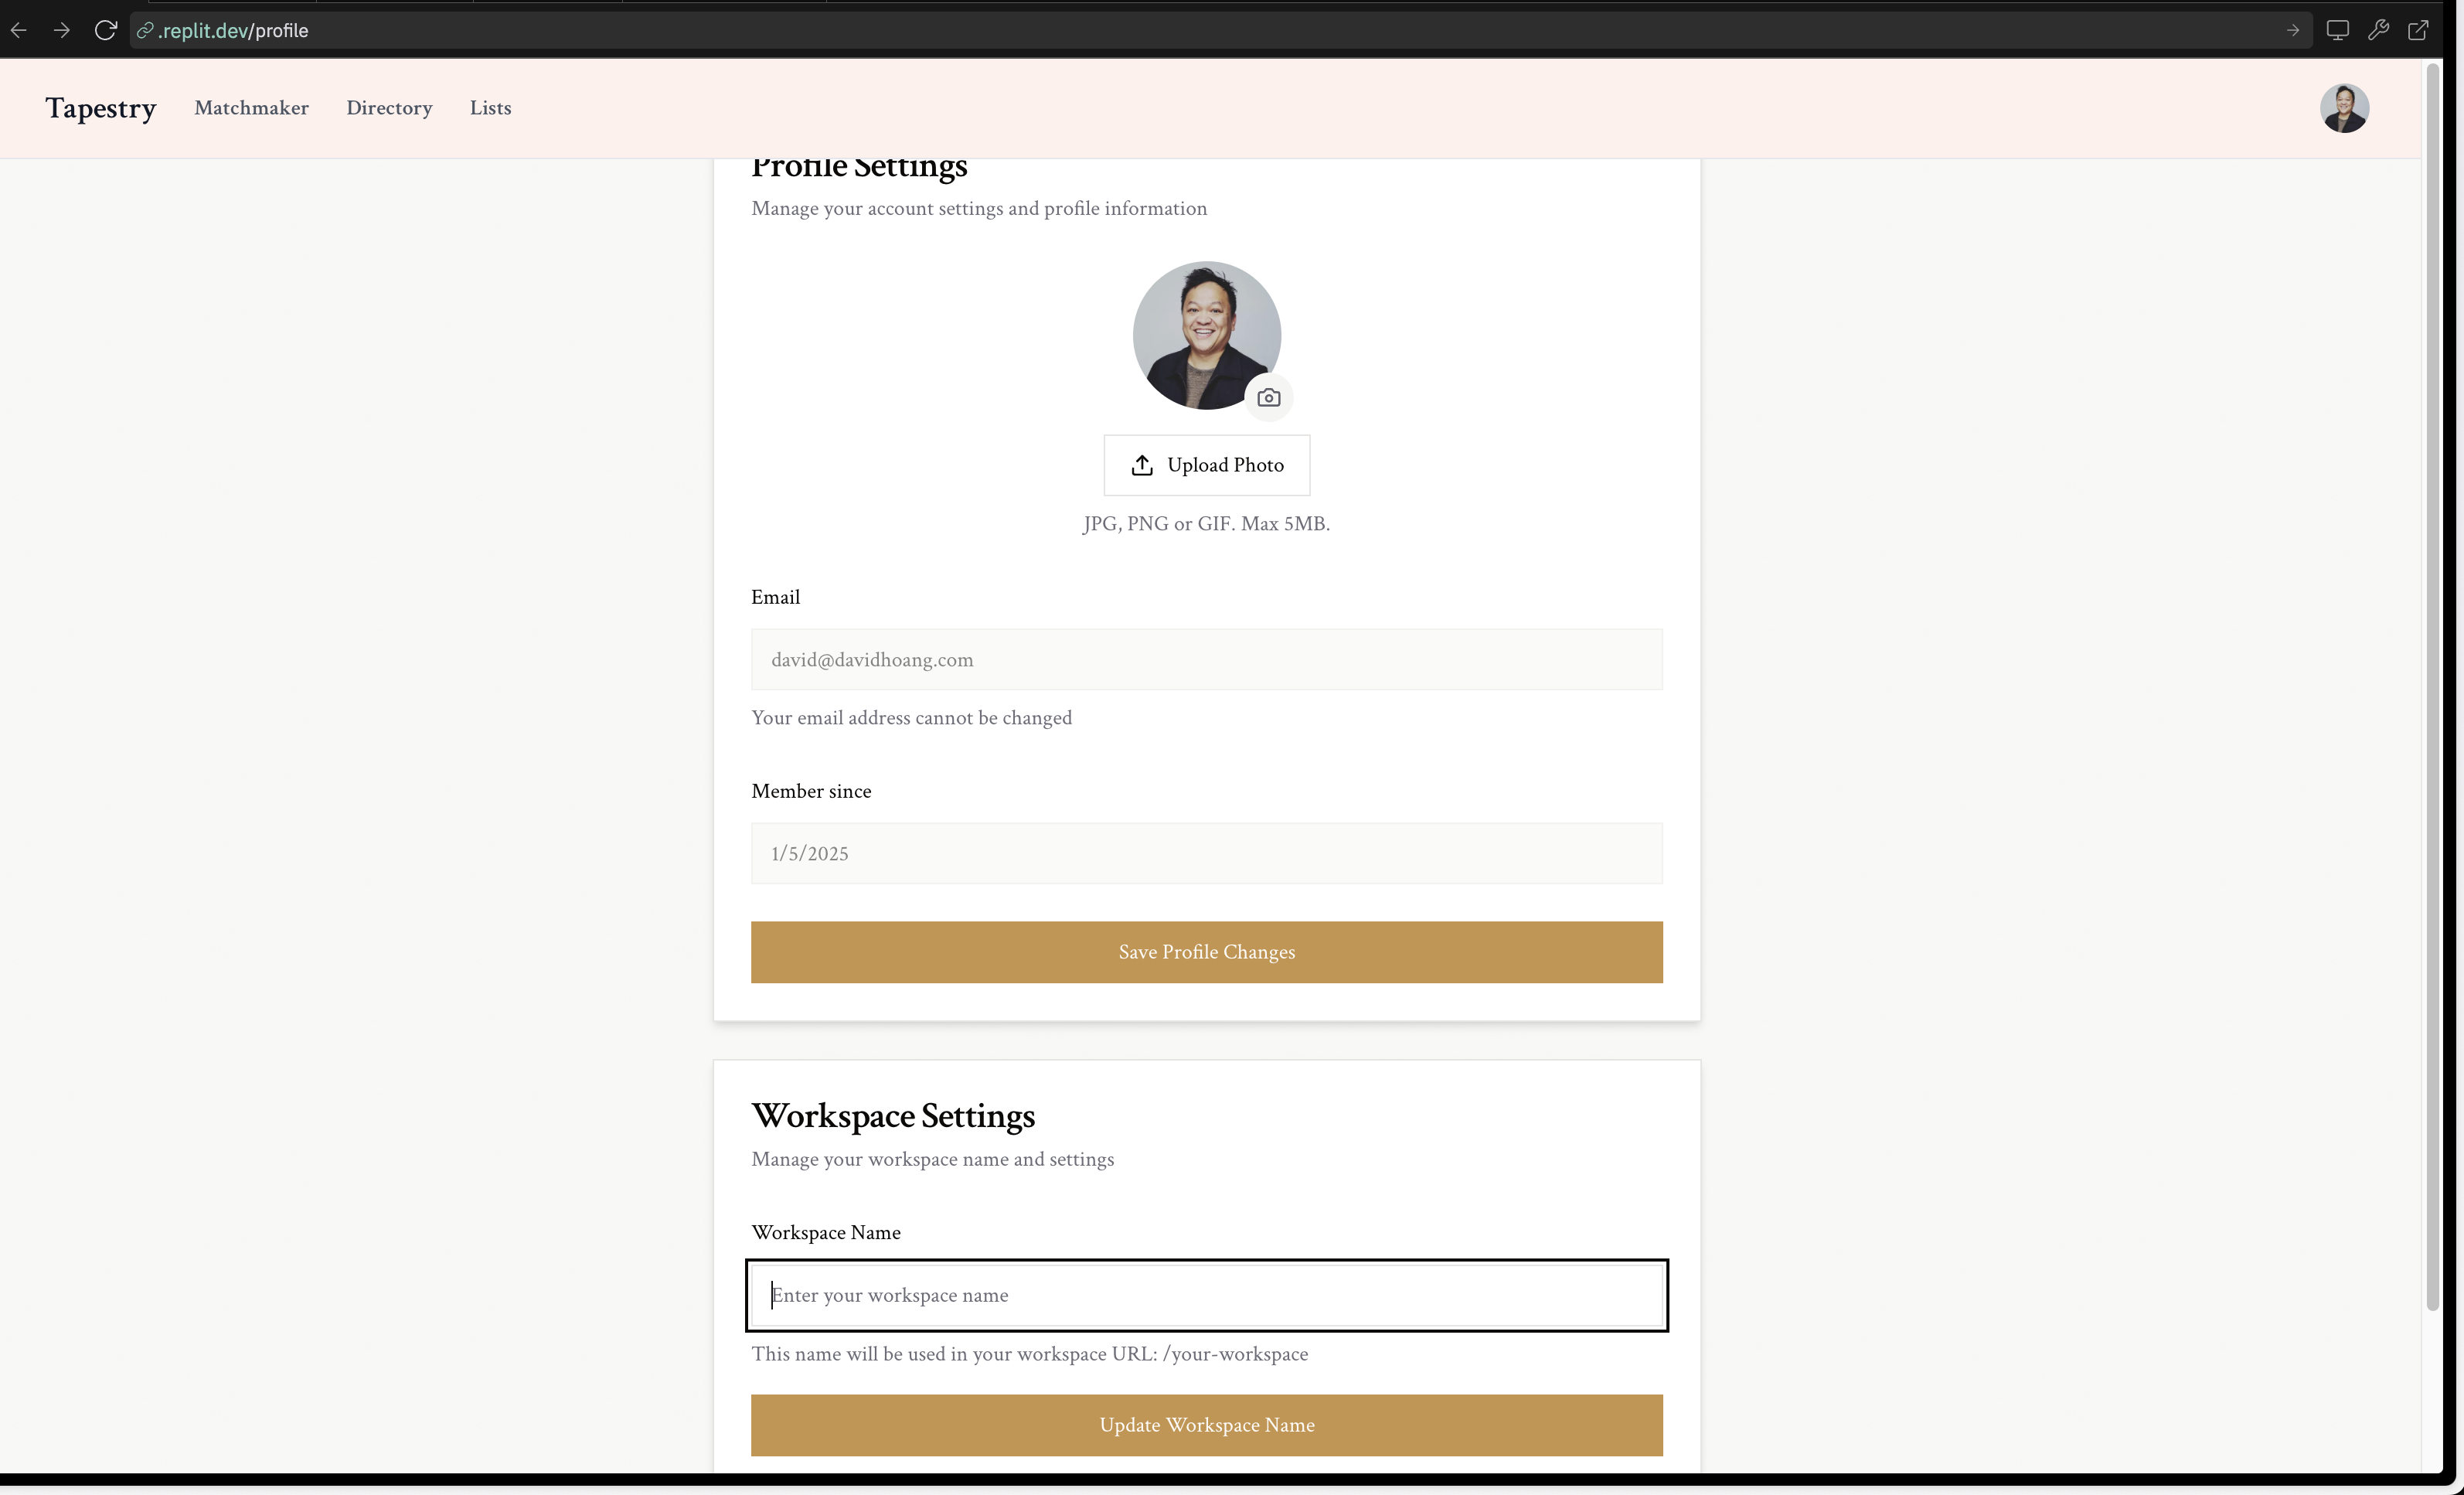 .replit.dev/profile
Tapestry Matchmaker Directory Lists
Profile Settings
Manage your account settings and profile information
Upload Photo
JPG, PNG or GIF. Max 5MB.
Email
david@davidhoang.com
Your email address cannot be changed
Member since
1/5/2025
Save Profile Changes
Workspace Settings
Manage your workspace name and settings
Workspace Name
Enter your workspace name
This name will be used in your workspace URL: /your-workspace
Update Workspace Name